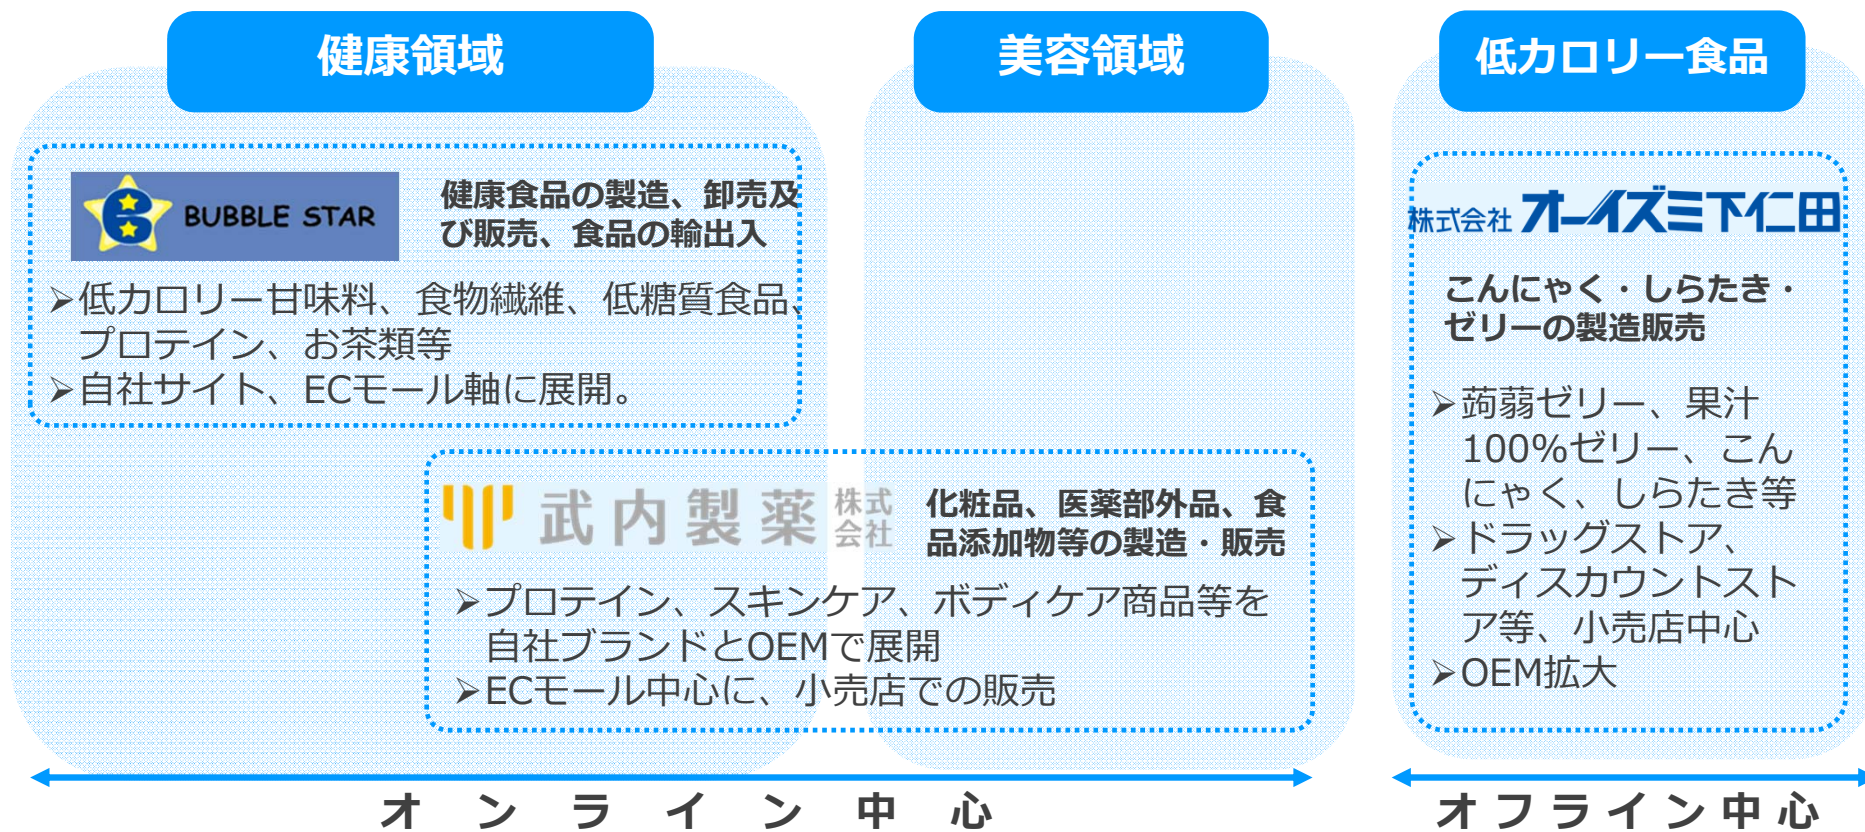 健康領域
美容領域
低カロリー食品
BUBBLE STAR
健康食品の製造、卸売及
び販売、食品の輸出入
➢低カロリー甘味料、食物繊維、低糖質食品、
プロテイン、お茶類等
➢自社サイト、ECモール軸に展開。
武内製薬 株式
会社
化粧品、医薬部外品、食
品添加物等の製造・販売
➢プロテイン、スキンケア、ボディケア商品等を
自社ブランドとOEMで展開
➢ECモール中心に、小売店での販売
株式会社 オーイズミ下仁田
こんにゃく・しらたき・
ゼリーの製造販売
➢蒟蒻ゼリー、果汁
100%ゼリー、こん
にゃく、しらたき等
➢ドラッグストア、
ディスカウントスト
ア等、小売店中心
➢OEM拡大
オンライン中心
オフライン中心